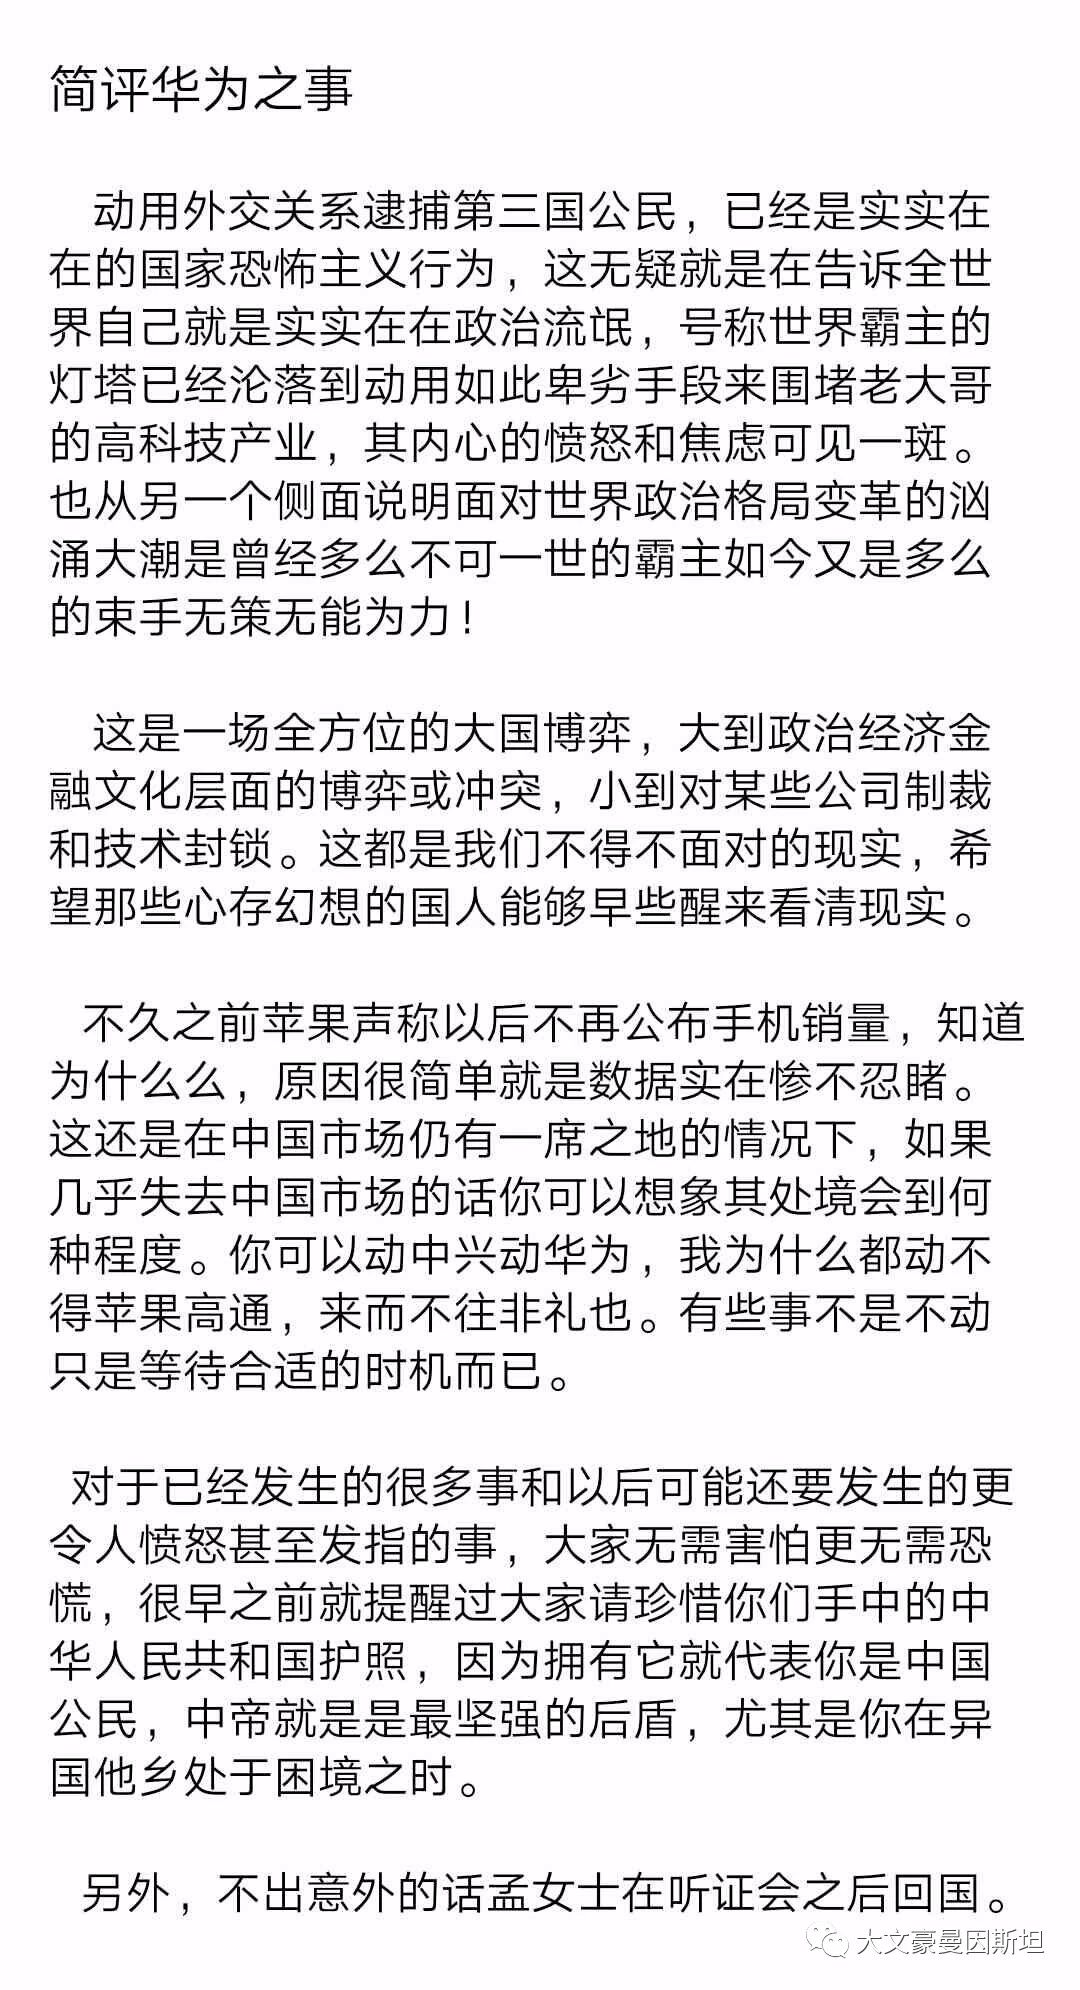 简评华为之事
动用外交关系逮捕第三国公民，已经是实实在
在的国家恐怖主义行为，这无疑就是在告诉全世
界自己就是实实在在政治流氓，号称世界霸主的
灯塔已经沦落到动用如此卑劣手段来围堵老大哥
的高科技产业，其内心的愤怒和焦虑可见一斑。
也从另一个侧面说明面对世界政治格局变革的汹
涌大潮是曾经多么不可一世的霸主如今又是多么
的束手无策无能为力！
这是一场全方位的大国博弈，大到政治经济金
融文化层面的博弈或冲突，小到对某些公司制裁
和技术封锁。这都是我们不得不面对的现实，希
望那些心存幻想的国人能够早些醒来看清现实。
不久之前苹果声称以后不再公布手机销量，知道
为什么么，原因很简单就是数据实在惨不忍睹。
这还是在中国市场仍有一席之地的情况下，如果
几乎失去中国市场的话你可以想象其处境会到何
种程度。你可以动中兴动华为，我为什么都动不
得苹果高通，来而不往非礼也。有些事不是不动
只是等待合适的时机而已。
对于已经发生的很多事和以后可能还要发生的更
令人愤怒甚至发指的事，大家无需害怕更无需恐
慌，很早之前就提醒过大家请珍惜你们手中的中
华人民共和国护照，因为拥有它就代表你是中国
公民，中帝就是是最坚强的后盾，尤其是你在异
国他乡处于困境之时。
另外，不出意外的话孟女士在听证会之后回国。
大文豪曼因斯坦